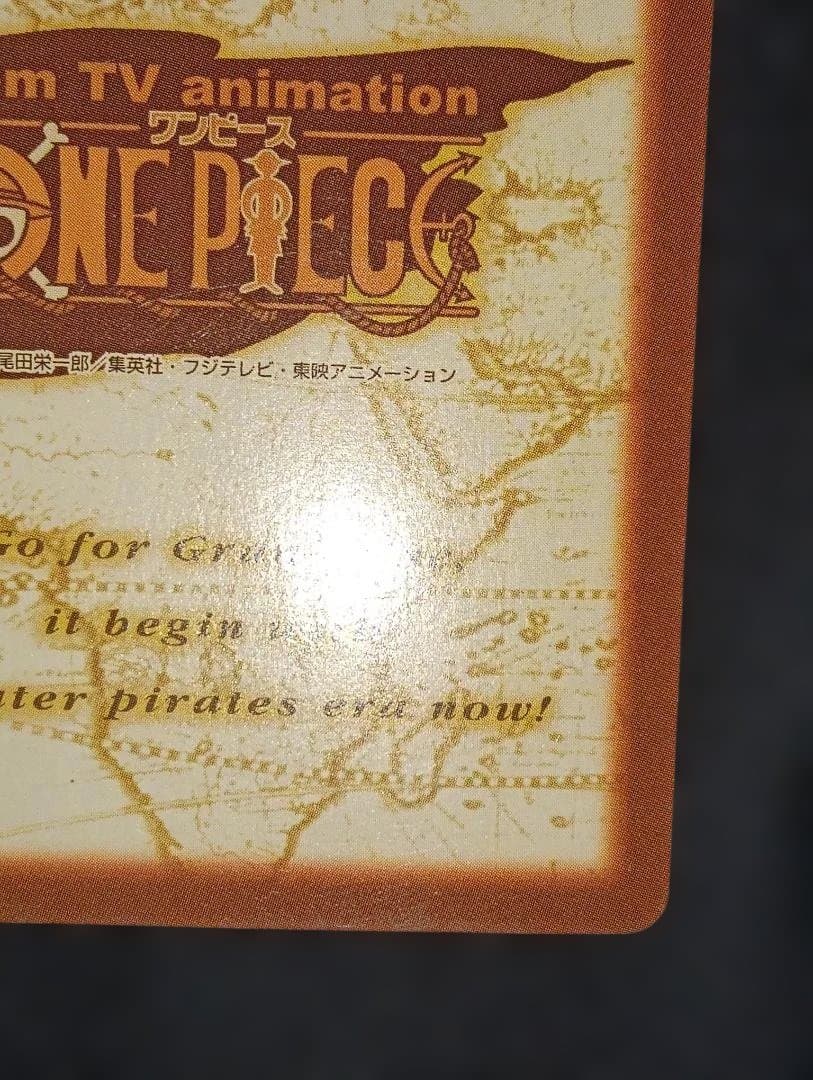 m TV animation
ワンピース
ONE PIECE
尾田栄一郎／集英社・フジテレビ・東映アニメーション
Go for
it begin
pirates era now!